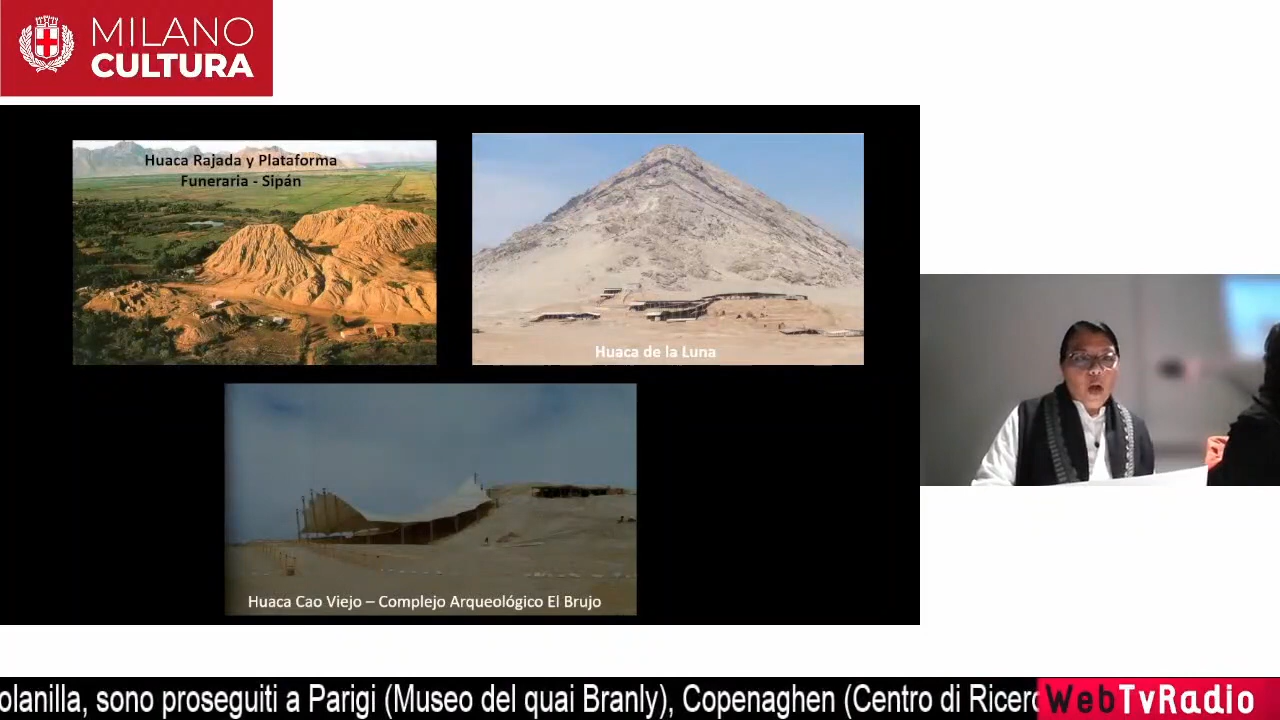 MILANO
CULTURA
Huaca Rajada y Plataforma
Funeraria - Sipán
Huaca de la Luna
Huaca Cao Viejo – Complejo Arqueológico El Brujo
olanilla, sono proseguiti a Parigi (Museo del quai Branly), Copenaghen (Centro di Ricerc
WebTvRadio